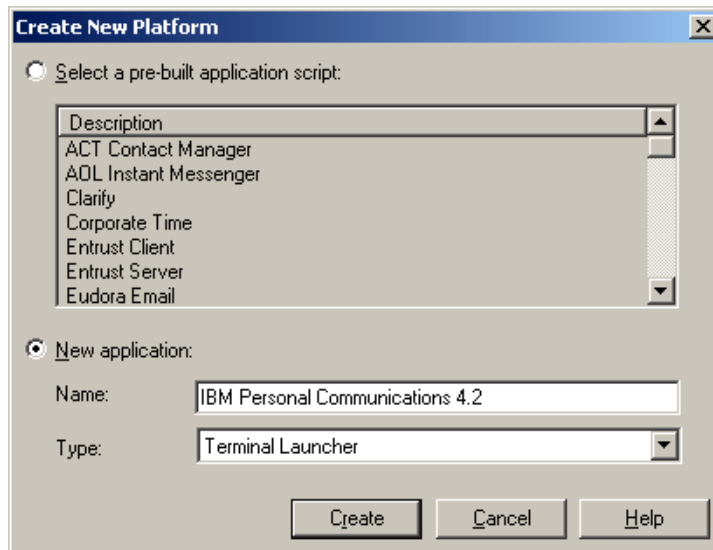 Create New Platform
Select a pre-built application script:
Description
ACT Contact Manager
AOL Instant Messenger
Clarify
Corporate Time
Entrust Client
Entrust Server
Eudora Email
New application:
Name: IBM Personal Communications 4.2
Type: Terminal Launcher
Create Cancel Help